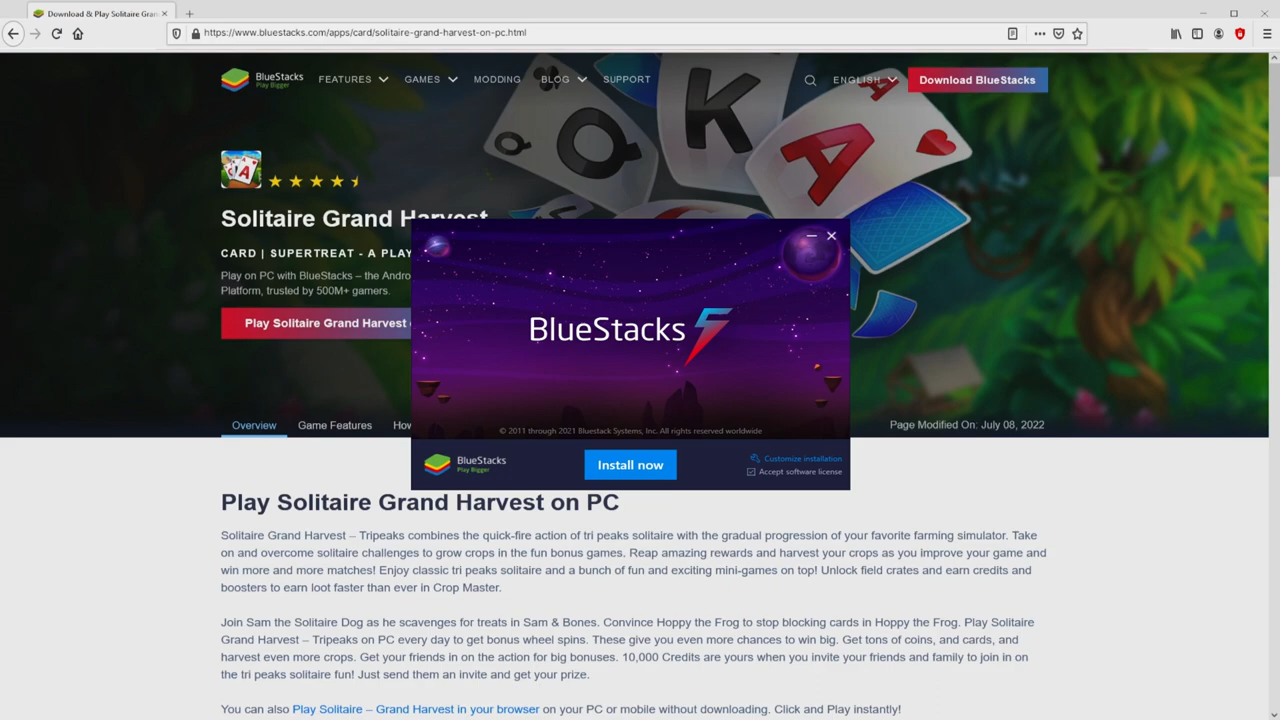 Download & Play Solitaire Gran
https://www.bluestacks.com/apps/card/solitaire-grand-harvest-on-pc.html
BlueStacks
Play Bigger
FEATURES
GAMES
MODDING
BLOG
SUPPORT
ENGLISH
Download BlueStacks
Q
Q
K
A
A
A
Solitaire Grand Harvest
CARD | SUPERTREAT - A PLAY
Play on PC with BlueStacks – the Andro
Platform, trusted by 500M+ gamers.
Play Solitaire Grand Harvest
BlueStacks 5
© 2011 through 2021 Bluestack Systems, Inc. All rights reserved worldwide
BlueStacks
Play Bigger
Install now
Customize installation
Accept software license
Overview
Game Features
How
Page Modified On: July 08, 2022
Play Solitaire Grand Harvest on PC
Solitaire Grand Harvest – Tripeaks combines the quick-fire action of tri peaks solitaire with the gradual progression of your favorite farming simulator. Take
on and overcome solitaire challenges to grow crops in the fun bonus games. Reap amazing rewards and harvest your crops as you improve your game and
win more and more matches! Enjoy classic tri peaks solitaire and a bunch of fun and exciting mini-games on top! Unlock field crates and earn credits and
boosters to earn loot faster than ever in Crop Master.
Join Sam the Solitaire Dog as he scavenges for treats in Sam & Bones. Convince Hoppy the Frog to stop blocking cards in Hoppy the Frog. Play Solitaire
Grand Harvest – Tripeaks on PC every day to get bonus wheel spins. These give you even more chances to win big. Get tons of coins, and cards, and
harvest even more crops. Get your friends in on the action for big bonuses. 10,000 Credits are yours when you invite your friends and family to join in on
the tri peaks solitaire fun! Just send them an invite and get your prize.
You can also Play Solitaire – Grand Harvest in your browser on your PC or mobile without downloading. Click and Play instantly!